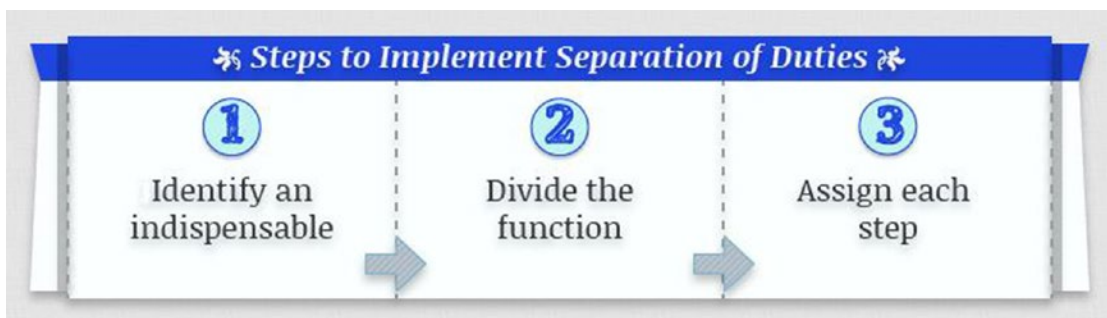 Steps to Implement Separation of Duties
1
Identify an
indispensable
2
Divide the
function
3
Assign each
step